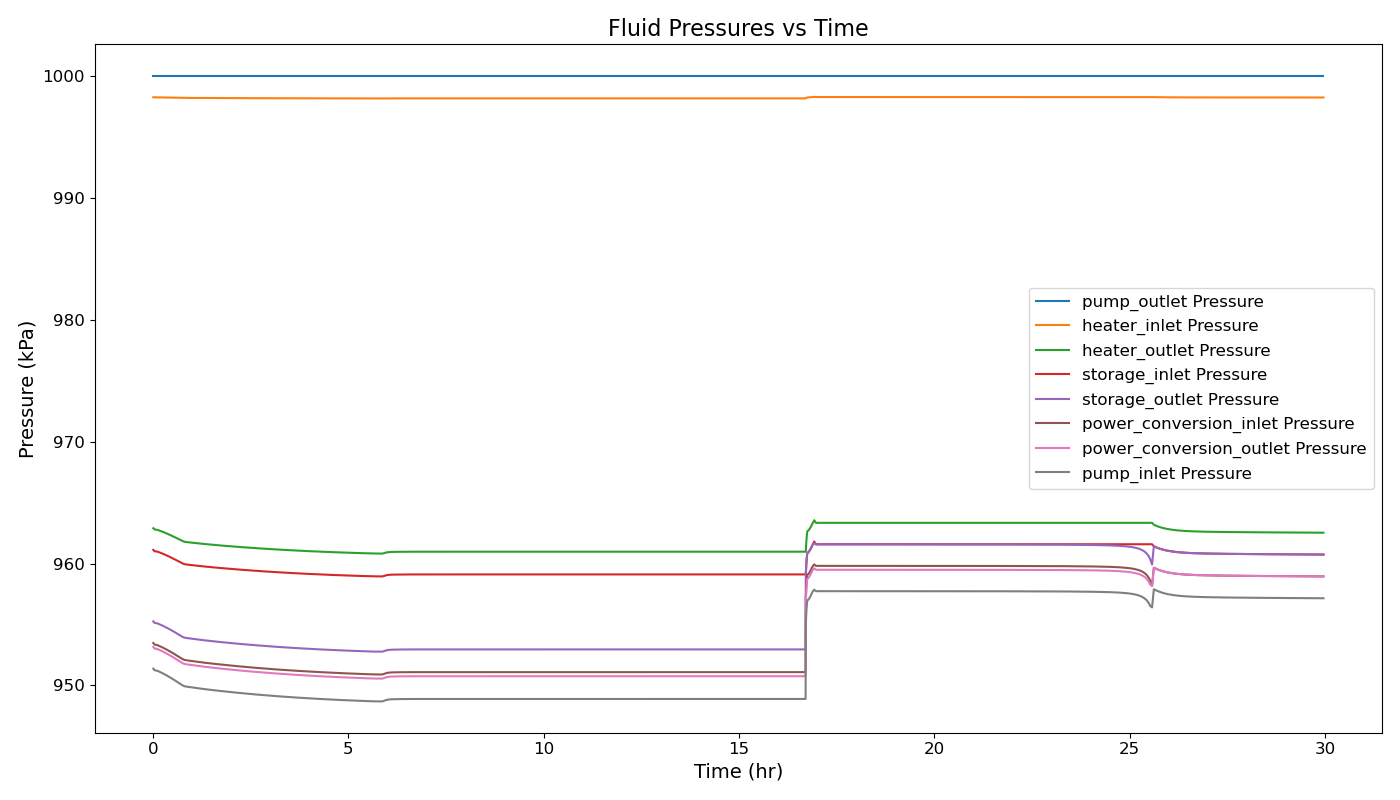 Fluid Pressures vs Time
1000
990
980
970
960
950
Pressure (kPa)
pump_outlet Pressure
heater_inlet Pressure
heater_outlet Pressure
storage_inlet Pressure
storage_outlet Pressure
power_conversion_inlet Pressure
power_conversion_outlet Pressure
pump_inlet Pressure
0 5 10 15 20 25 30
Time (hr)